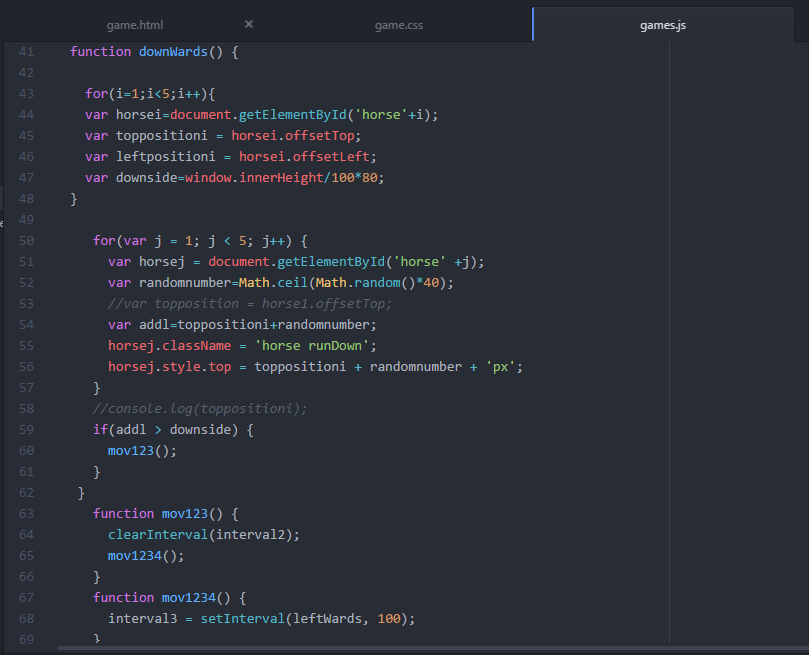 game.html × game.css games.js
41 function downWards() {
42
43 for(i=1;i<5;i++){
44 var horsei=document.getElementById('horse'+i);
45 var toppositioni = horsei.offsetTop;
46 var leftpositioni = horsei.offsetLeft;
47 var downside=window.innerHeight/100*80;
48 }
49
50 for(var j = 1; j < 5; j++) {
51 var horsej = document.getElementById('horse' +j);
52 var randomnumber=Math.ceil(Math.random()*40);
53 //var topposition = horse1.offsetTop;
54 var addl=toppositioni+randomnumber;
55 horsej.className = 'horse runDown';
56 horsej.style.top = toppositioni + randomnumber + 'px';
57 }
58 //console.log(toppositioni);
59 if(addl > downside) {
60 mov123();
61 }
62 }
63 function mov123() {
64 clearInterval(interval2);
65 mov1234();
66 }
67 function mov1234() {
68 interval3 = setInterval(leftWards, 100);
69 }